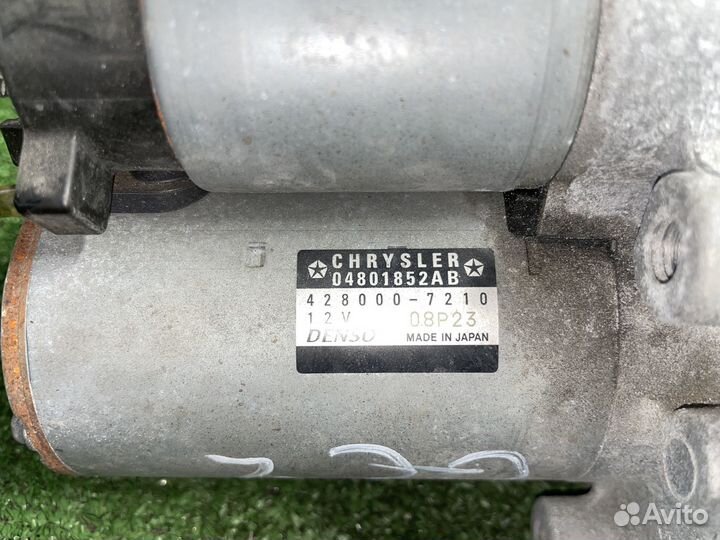 CHRYSLER
04801852AB
428000-7210
12V 08P23
DENSO MADE IN JAPAN
Avito